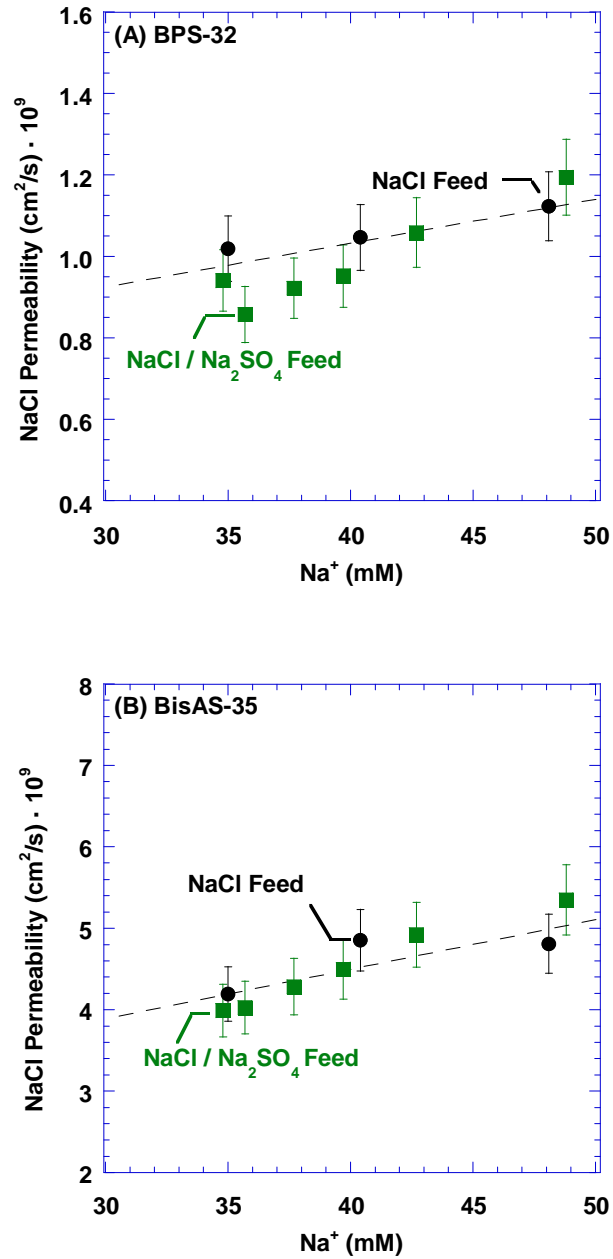 (A) BPS-32
NaCl Permeability (cm²/s) · 10⁹
1.6
1.4
1.2
1.0
0.8
0.6
0.4
NaCl Feed
NaCl / Na₂SO₄ Feed
30 35 40 45 50
Na⁺ (mM)
(B) BisAS-35
NaCl Permeability (cm²/s) · 10⁹
8
7
6
5
4
3
2
NaCl Feed
NaCl / Na₂SO₄ Feed
30 35 40 45 50
Na⁺ (mM)